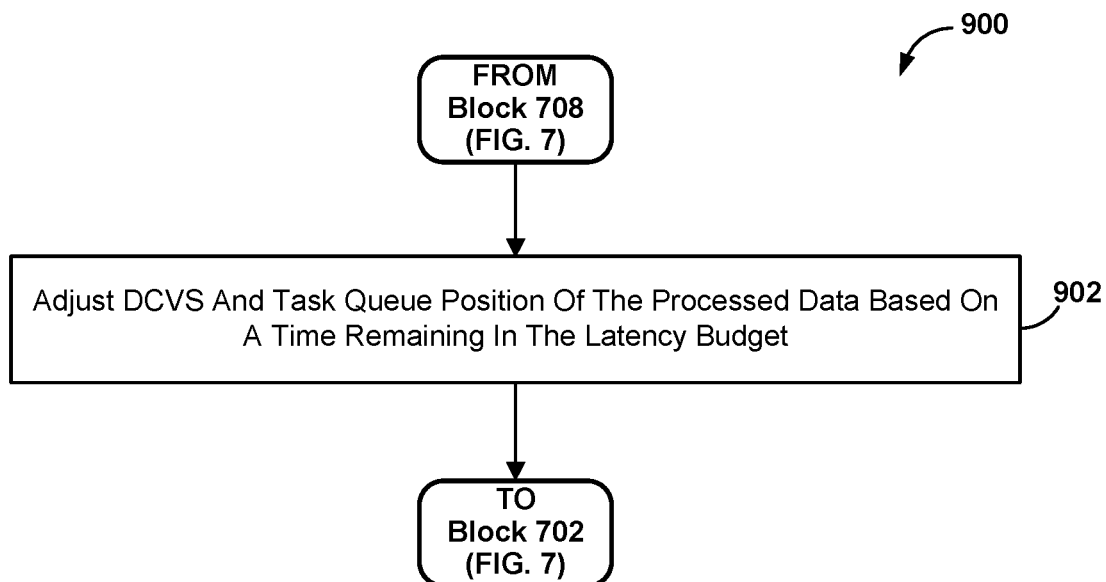 900
FROM
Block 708
(FIG. 7)
Adjust DCVS And Task Queue Position Of The Processed Data Based On
A Time Remaining In The Latency Budget
902
TO
Block 702
(FIG. 7)